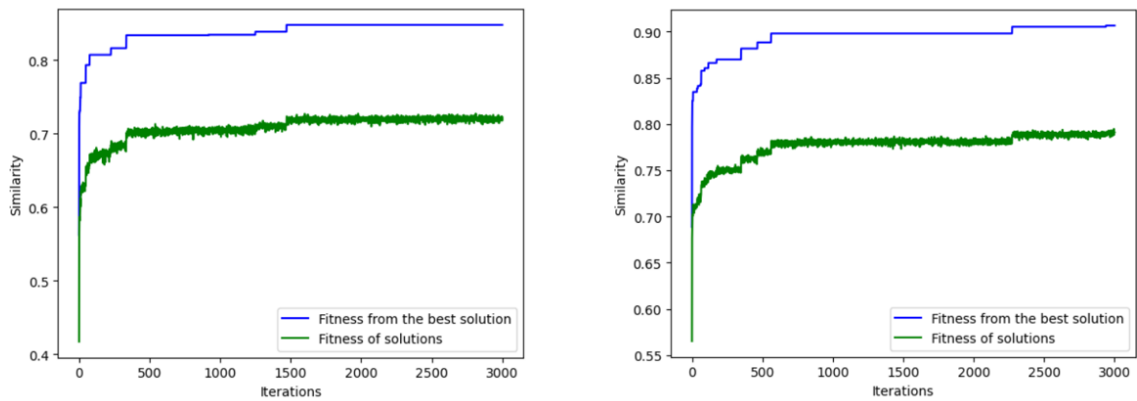 0.8
0.7
0.6
0.5
0.4
Similarity
0 500 1000 1500 2000 2500 3000
Iterations
Fitness from the best solution
Fitness of solutions
0.90
0.85
0.80
0.75
0.70
0.65
0.60
0.55
Similarity
0 500 1000 1500 2000 2500 3000
Iterations
Fitness from the best solution
Fitness of solutions